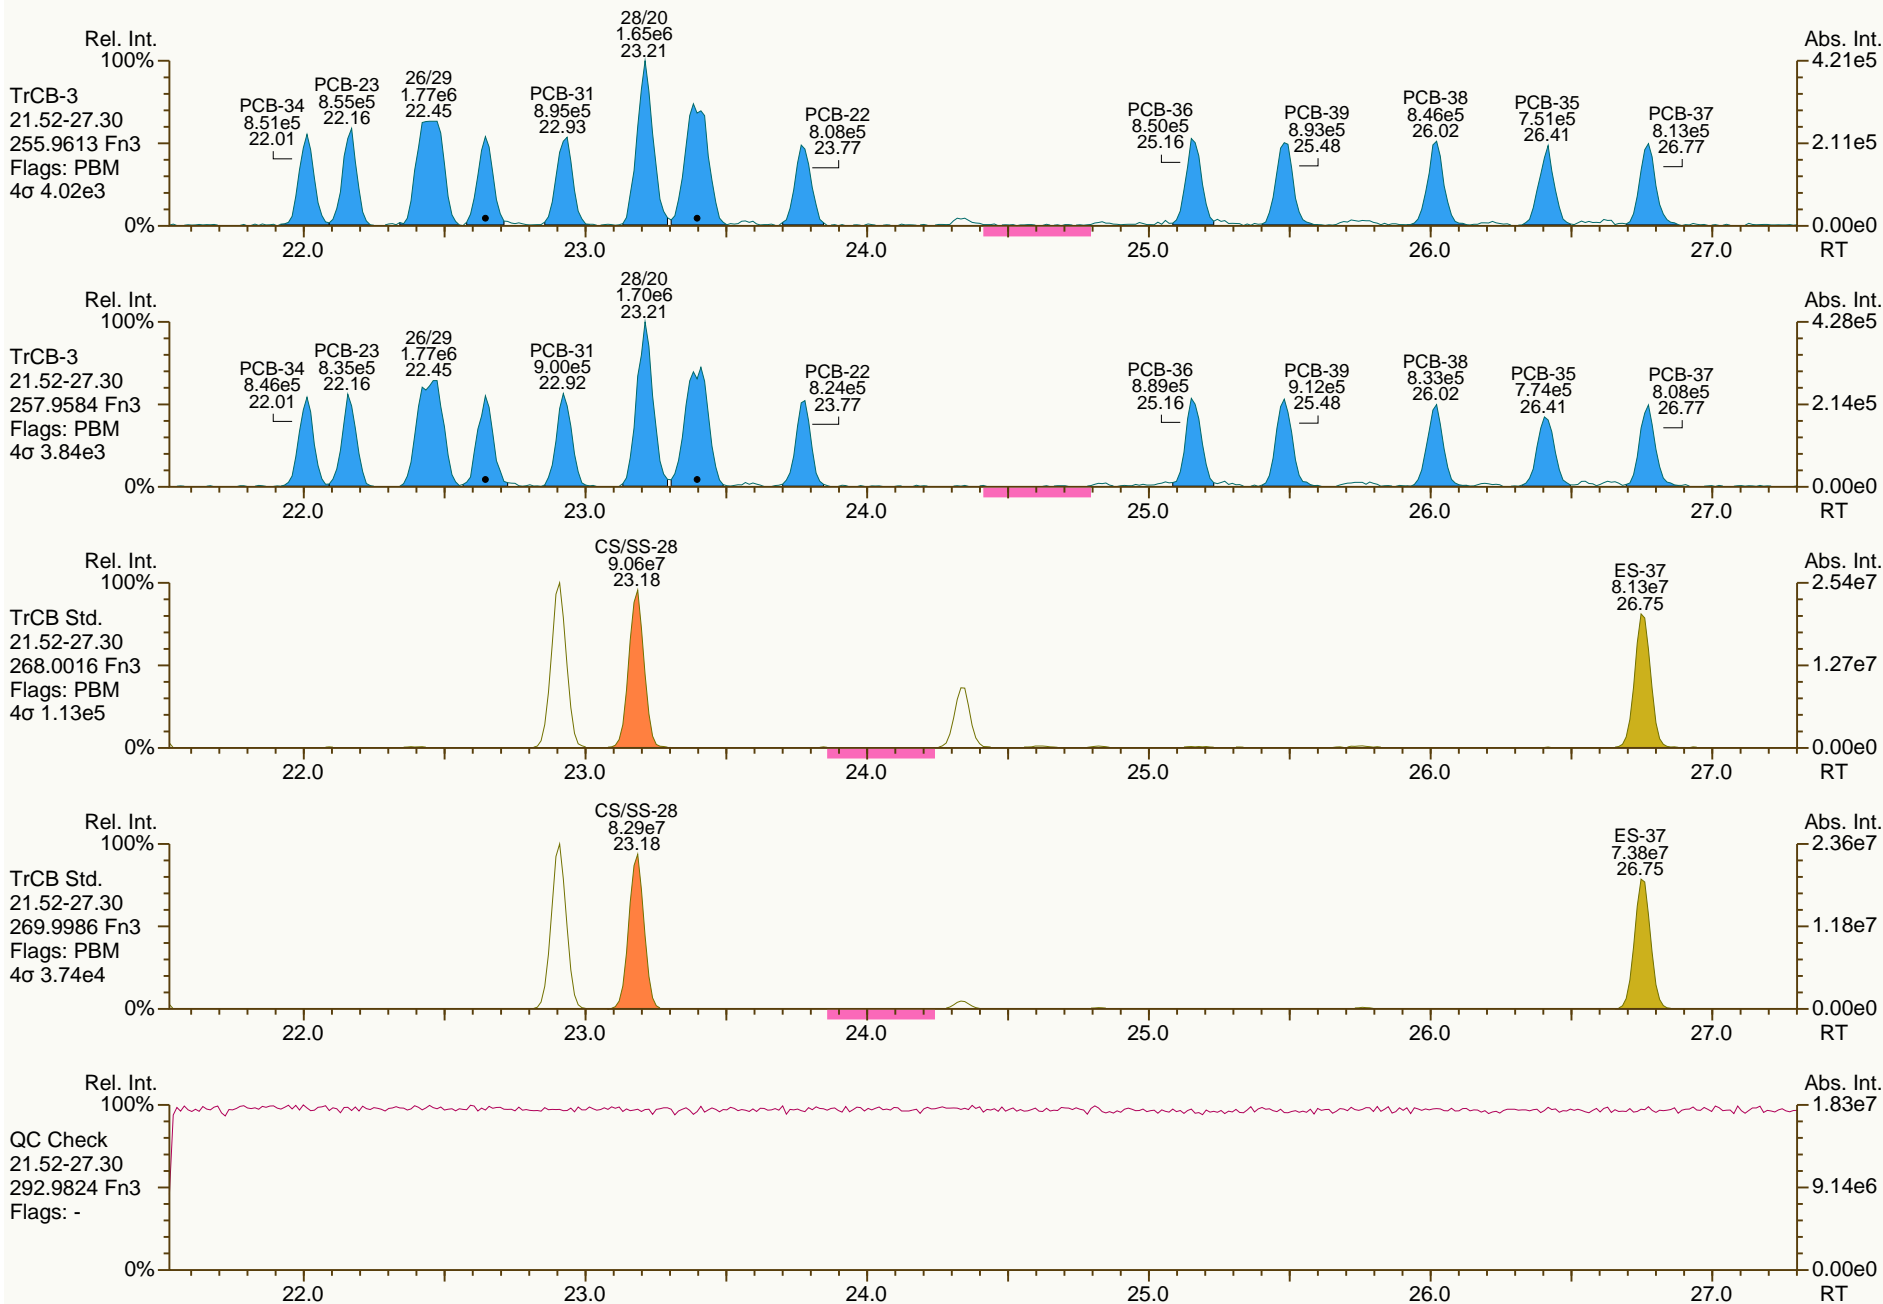 Rel. Int.
Abs. Int.
TrCB-3
21.52-27.30
255.9613 Fn3
Flags: PBM
4σ 4.02e3
100%
0%
4.21e5
2.11e5
0.00e0
PCB-34
8.51e5
22.01
PCB-23
8.55e5
22.16
26/29
1.77e6
22.45
PCB-31
8.95e5
22.93
28/20
1.65e6
23.21
PCB-22
8.08e5
23.77
PCB-36
8.50e5
25.16
PCB-39
8.93e5
25.48
PCB-38
8.46e5
26.02
PCB-35
7.51e5
26.41
PCB-37
8.13e5
26.77
22.0 23.0 24.0 25.0 26.0 27.0 RT
Rel. Int.
Abs. Int.
TrCB-3
21.52-27.30
257.9584 Fn3
Flags: PBM
4σ 3.84e3
100%
0%
4.28e5
2.14e5
0.00e0
PCB-34
8.46e5
22.01
PCB-23
8.35e5
22.16
26/29
1.77e6
22.45
PCB-31
9.00e5
22.92
28/20
1.70e6
23.21
PCB-22
8.24e5
23.77
PCB-36
8.89e5
25.16
PCB-39
9.12e5
25.48
PCB-38
8.33e5
26.02
PCB-35
7.74e5
26.41
PCB-37
8.08e5
26.77
22.0 23.0 24.0 25.0 26.0 27.0 RT
Rel. Int.
Abs. Int.
TrCB Std.
21.52-27.30
268.0016 Fn3
Flags: PBM
4σ 1.13e5
100%
0%
2.54e7
1.27e7
0.00e0
CS/SS-28
9.06e7
23.18
ES-37
8.13e7
26.75
22.0 23.0 24.0 25.0 26.0 27.0 RT
Rel. Int.
Abs. Int.
TrCB Std.
21.52-27.30
269.9986 Fn3
Flags: PBM
4σ 3.74e4
100%
0%
2.36e7
1.18e7
0.00e0
CS/SS-28
8.29e7
23.18
ES-37
7.38e7
26.75
22.0 23.0 24.0 25.0 26.0 27.0 RT
Rel. Int.
Abs. Int.
QC Check
21.52-27.30
292.9824 Fn3
Flags: -
100%
0%
1.83e7
9.14e6
0.00e0
22.0 23.0 24.0 25.0 26.0 27.0 RT